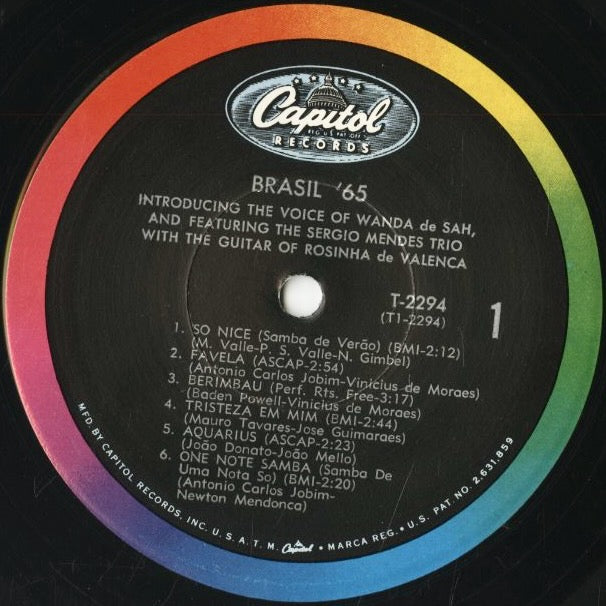 Capitol
REG. U.S. PAT. OFF.
RECORDS
BRASIL '65
INTRODUCING THE VOICE OF WANDA de SAH,
AND FEATURING THE SERGIO MENDES TRIO
WITH THE GUITAR OF ROSINHA de VALENCA
T-2294
(T1-2294)
1
1. SO NICE (Samba de Verão) (BMI-2:12)
(M. Valle-P. S. Valle-N. Gimbel)
2. FAVELA (ASCAP-2:54)
(Antonio Carlos Jobim-Vinicius de Moraes)
3. BERIMBAU (Perf. Rts. Free-3:17)
(Baden Powell-Vinicius de Moraes)
4. TRISTEZA EM MIM (BMI-2:44)
(Mauro Tavares-Jose Guimaraes)
5. AQUARIUS (ASCAP-2:23)
(João Donato-João Mello)
6. ONE NOTE SAMBA (Samba De
Uma Nota So) (BMI-2:20)
(Antonio Carlos Jobim-
Newton Mendonca)
MFD. BY CAPITOL RECORDS, INC. U. S. A. T. M. Capitol • MARCA REG. • U. S. PAT. NO. 2,631,859